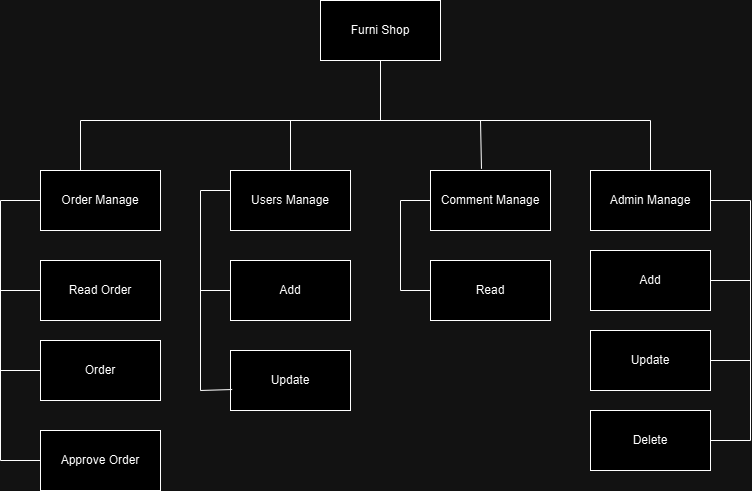 Furni Shop
Order Manage
Users Manage
Comment Manage
Admin Manage
Read Order
Add
Read
Add
Order
Update
Update
Approve Order
Delete